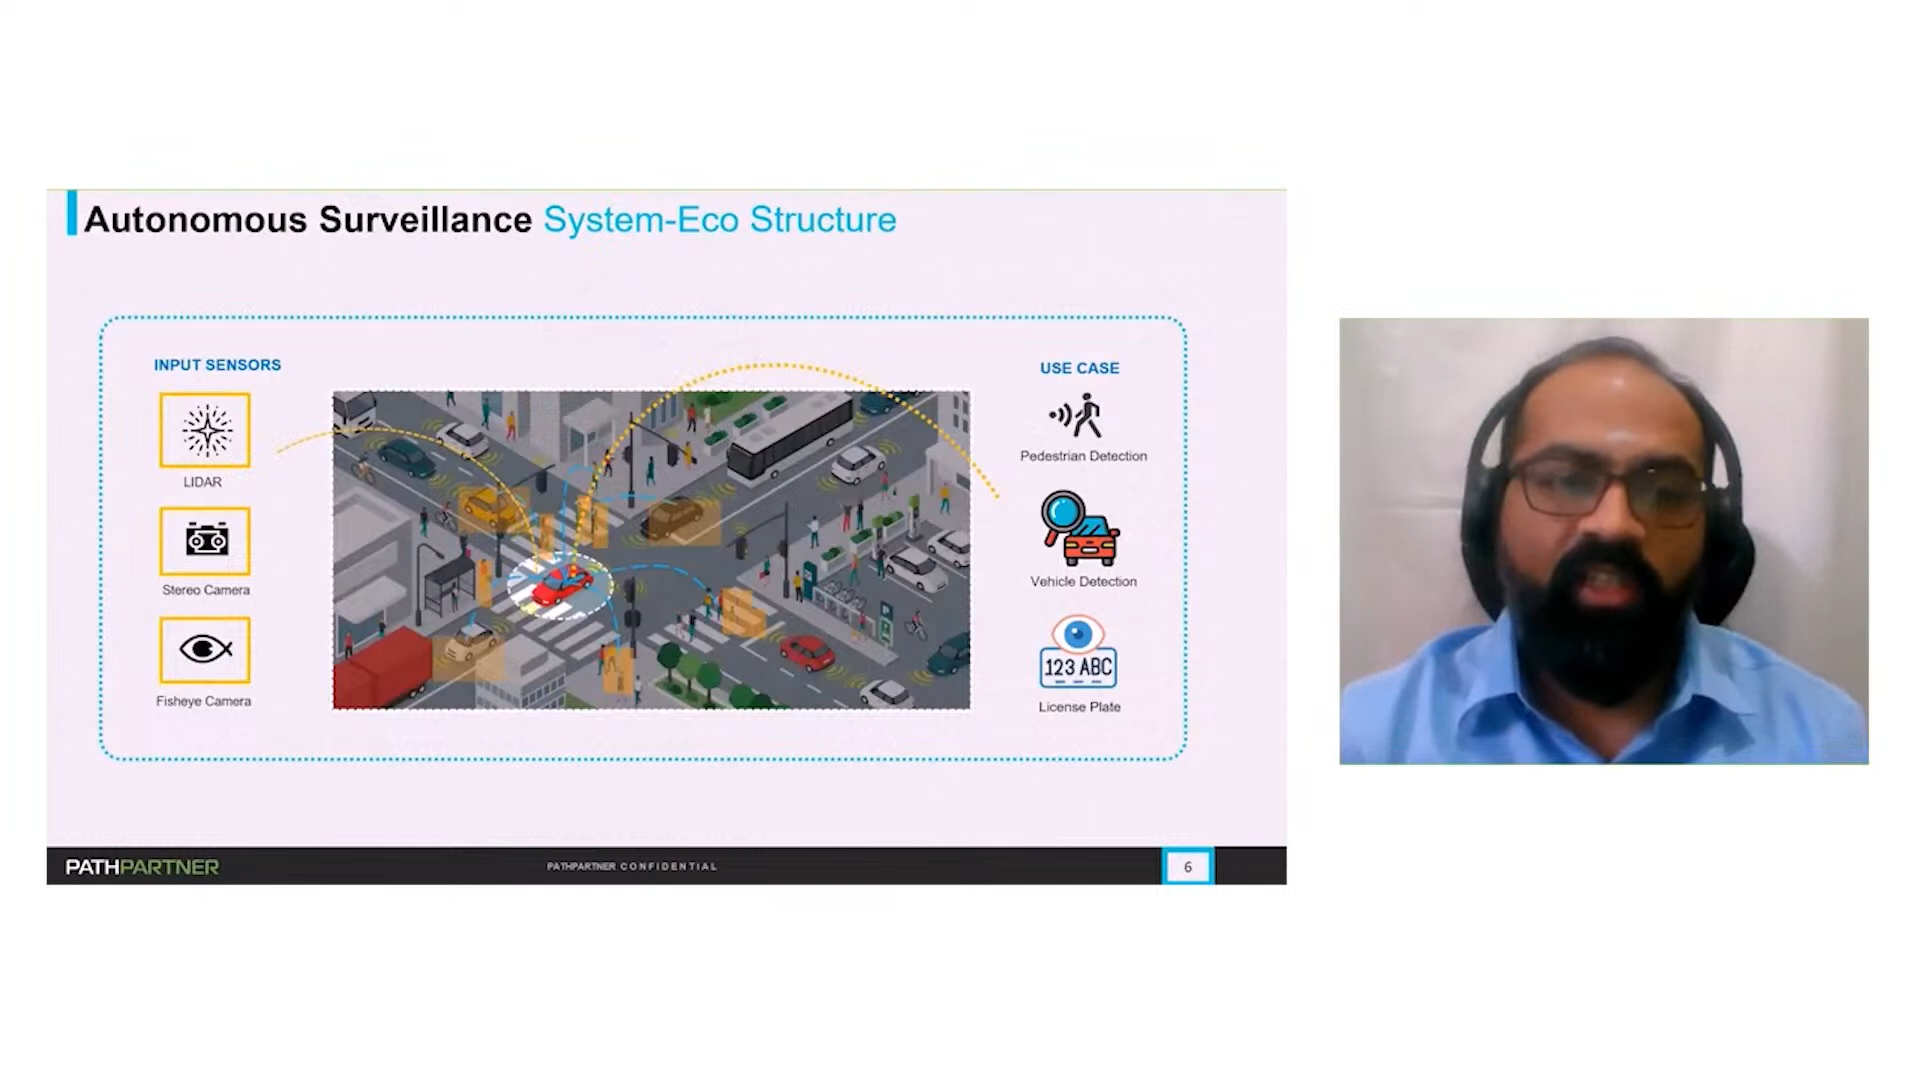 Autonomous Surveillance System-Eco Structure
INPUT SENSORS
LIDAR
Stereo Camera
Fisheye Camera
USE CASE
Pedestrian Detection
Vehicle Detection
123 ABC
License Plate
PATHPARTNER
PATHPARTNER CONFIDENTIAL
6